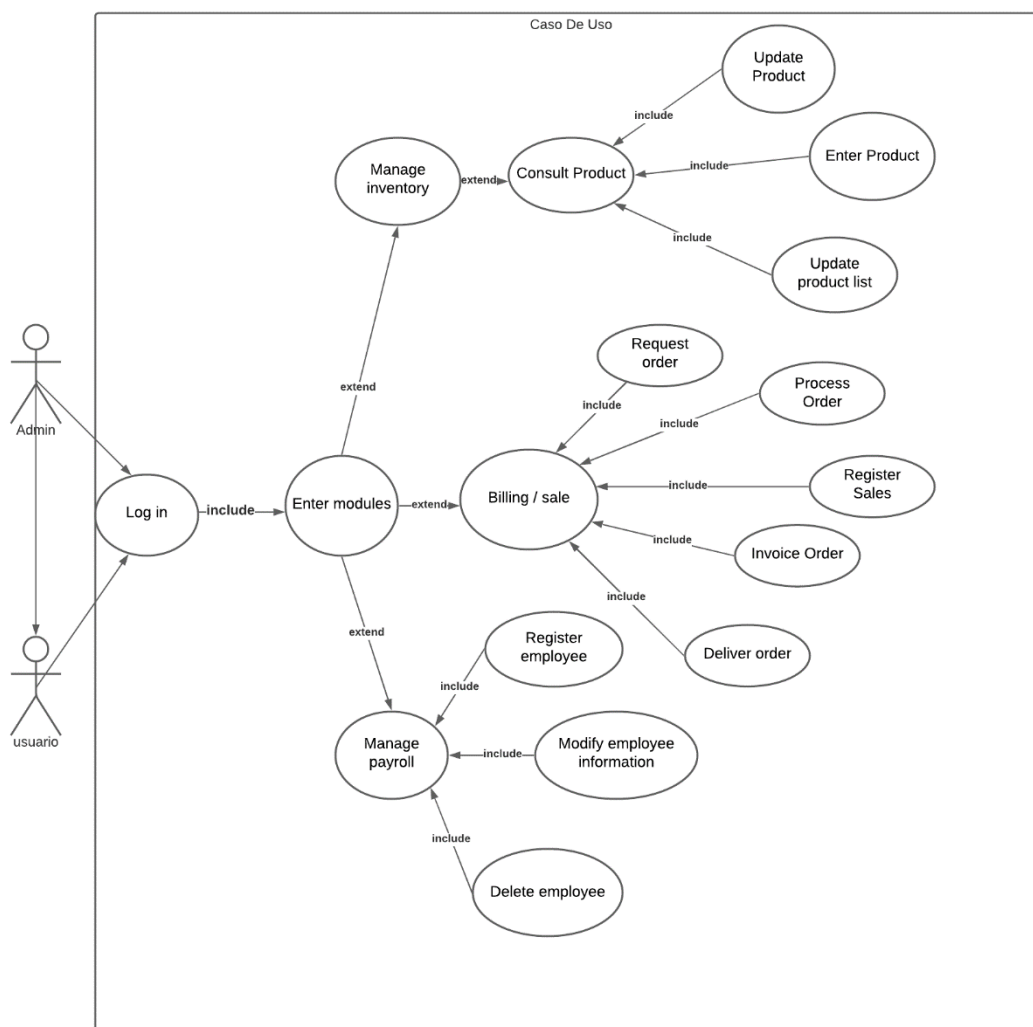 Caso De Uso
Update
Product
include
Manage
inventory
extend
Consult Product
include
Enter Product
include
Update
product list
Request
order
extend
include
Process
Order
include
Admin
Log in
include
Enter modules
extend
Billing / sale
include
Register
Sales
include
Invoice Order
include
Deliver order
extend
Register
employee
include
usuario
Manage
payroll
include
Modify employee
information
include
Delete employee